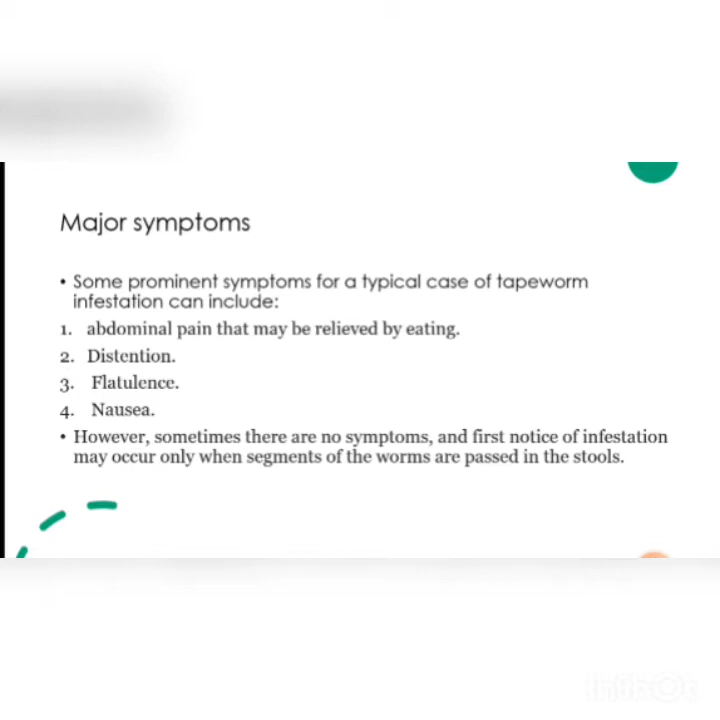 Major symptoms
• Some prominent symptoms for a typical case of tapeworm
infestation can include:
1. abdominal pain that may be relieved by eating.
2. Distention.
3. Flatulence.
4. Nausea.
• However, sometimes there are no symptoms, and first notice of infestation
may occur only when segments of the worms are passed in the stools.